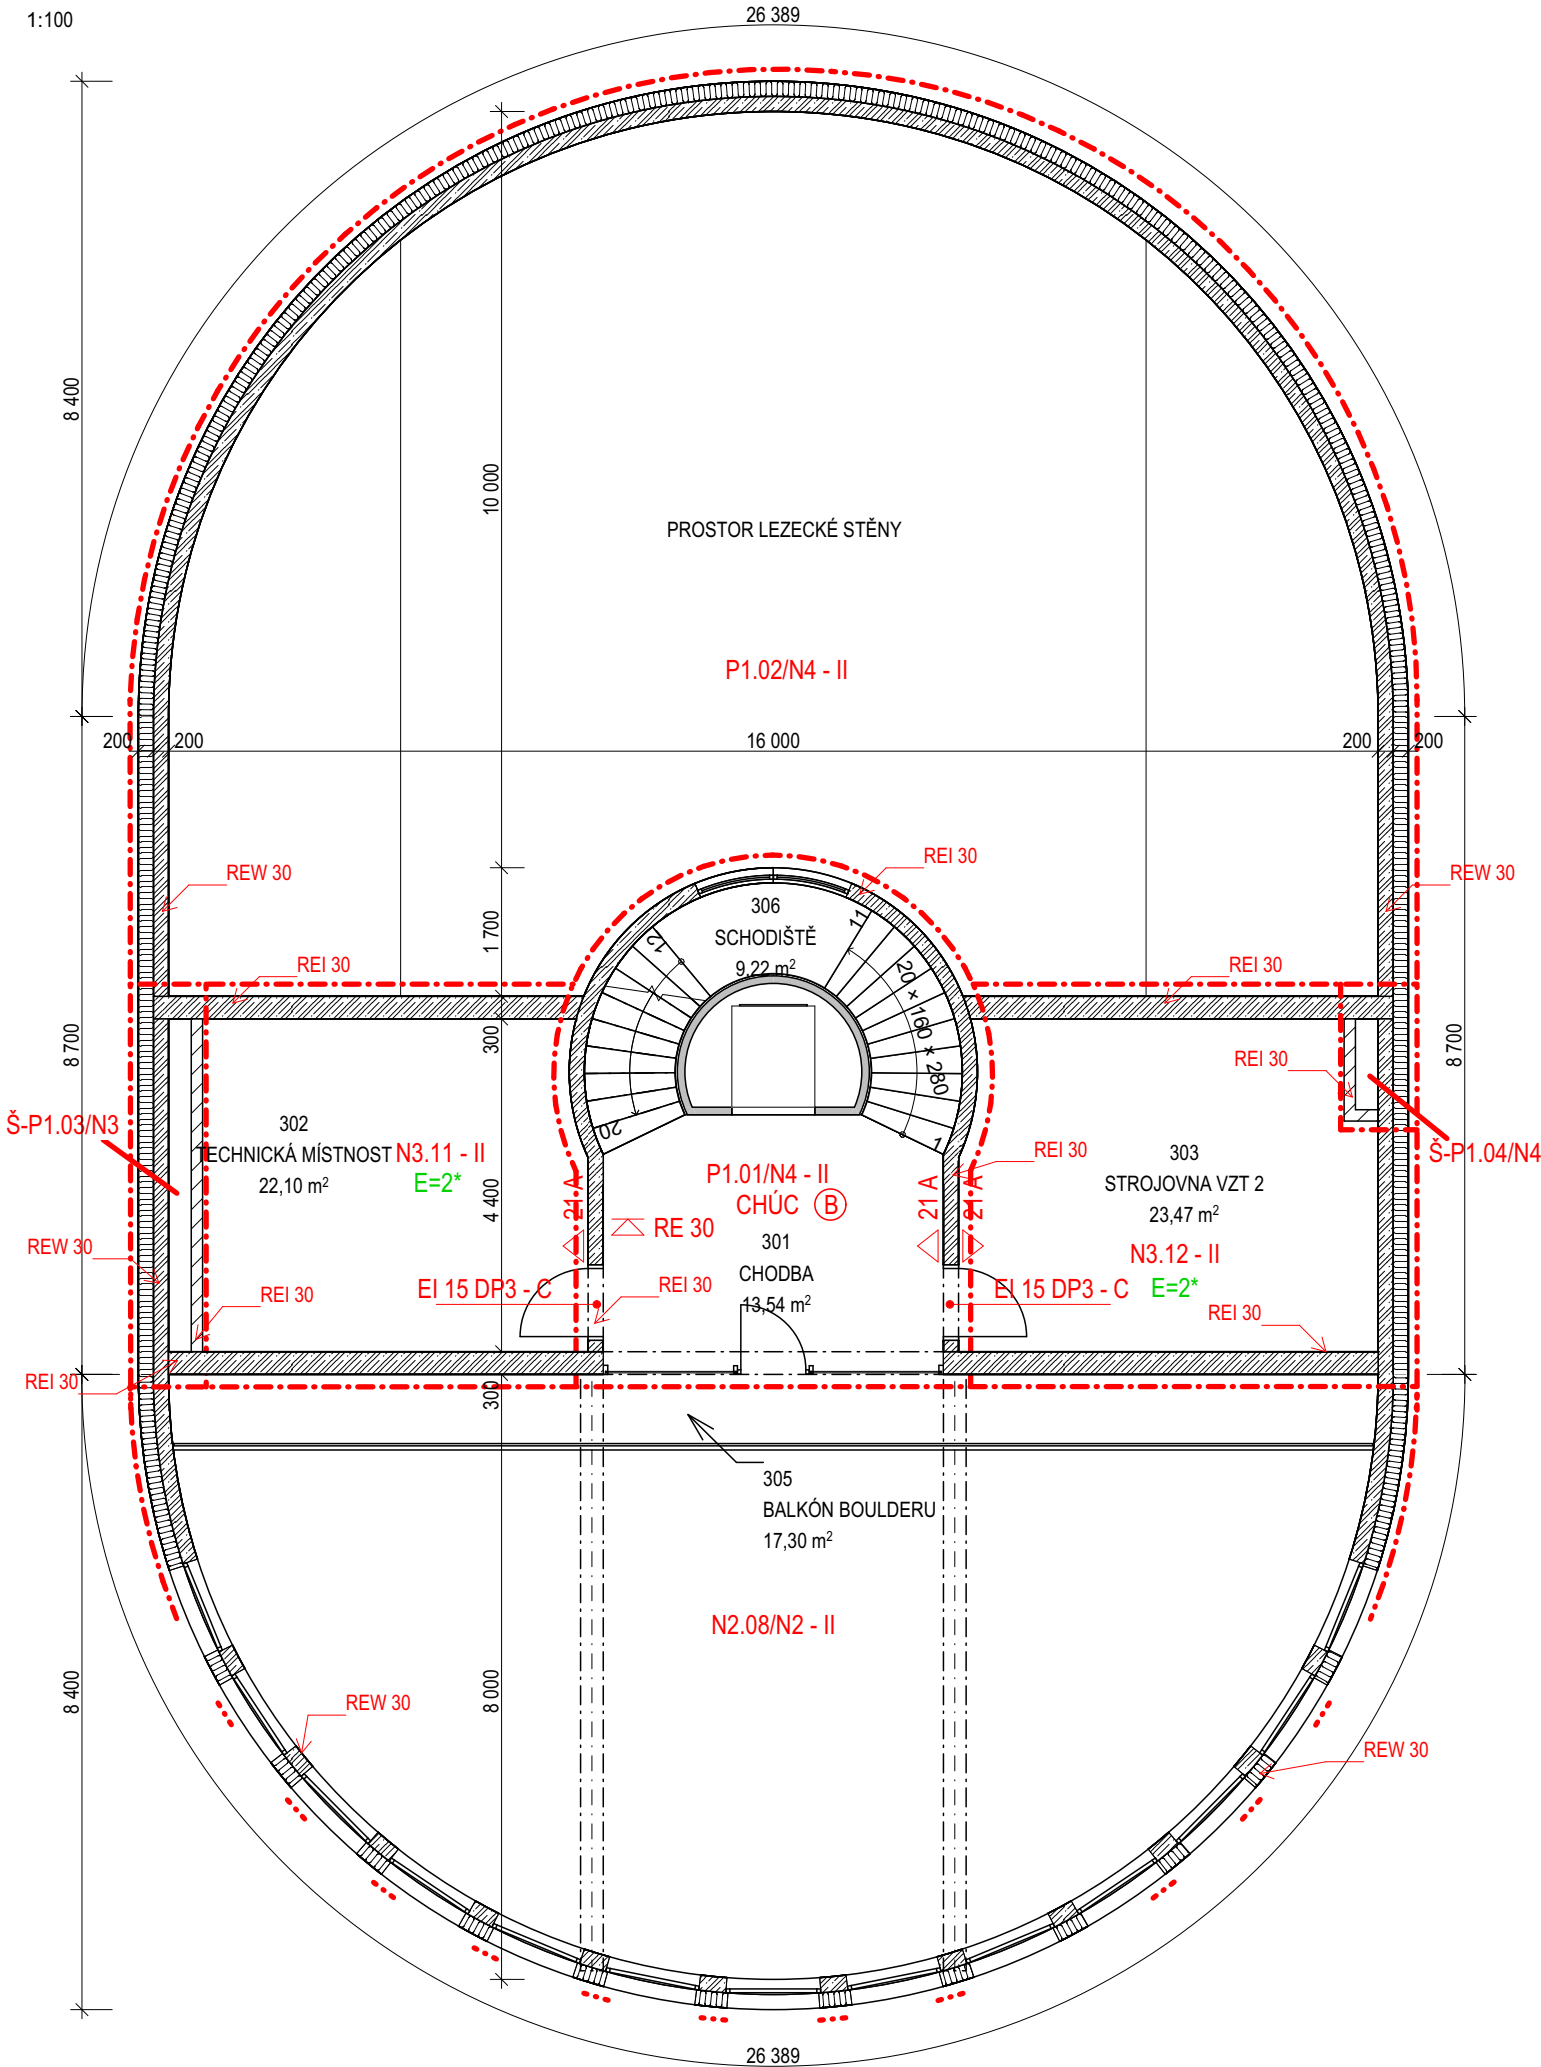 1:100
26 389
8 400
10 000
PROSTOR LEZECKÉ STĚNY
P1.02/N4 - II
200
200
16 000
200
200
REW 30
REI 30
REW 30
306
SCHODIŠTĚ
9,22 m²
11
12
1 700
REI 30
REI 30
20 × 160 × 280
8 700
300
8 700
REI 30
Š-P1.03/N3
302
TECHNICKÁ MÍSTNOST
22,10 m²
N3.11 - II
E=2*
20
1
REI 30
303
STROJOVNA VZT 2
23,47 m²
Š-P1.04/N4
P1.01/N4 - II
CHÚC B
4 400
21 A
21 A
21 A
RE 30
REW 30
301
CHODBA
13,54 m²
N3.12 - II
E=2*
REI 30
EI 15 DP3 - C
REI 30
EI 15 DP3 - C
REI 30
REI 30
300
305
BALKÓN BOULDERU
17,30 m²
N2.08/N2 - II
8 400
8 000
REW 30
REW 30
26 389